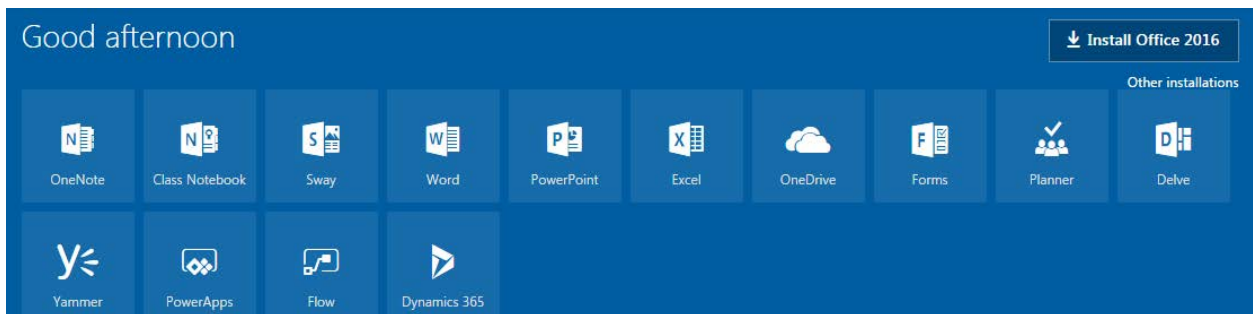 Good afternoon
Install Office 2016
Other installations
N
N
S
W
P
X
F
D
OneNote
Class Notebook
Sway
Word
PowerPoint
Excel
OneDrive
Forms
Planner
Delve
Yammer
PowerApps
Flow
Dynamics 365